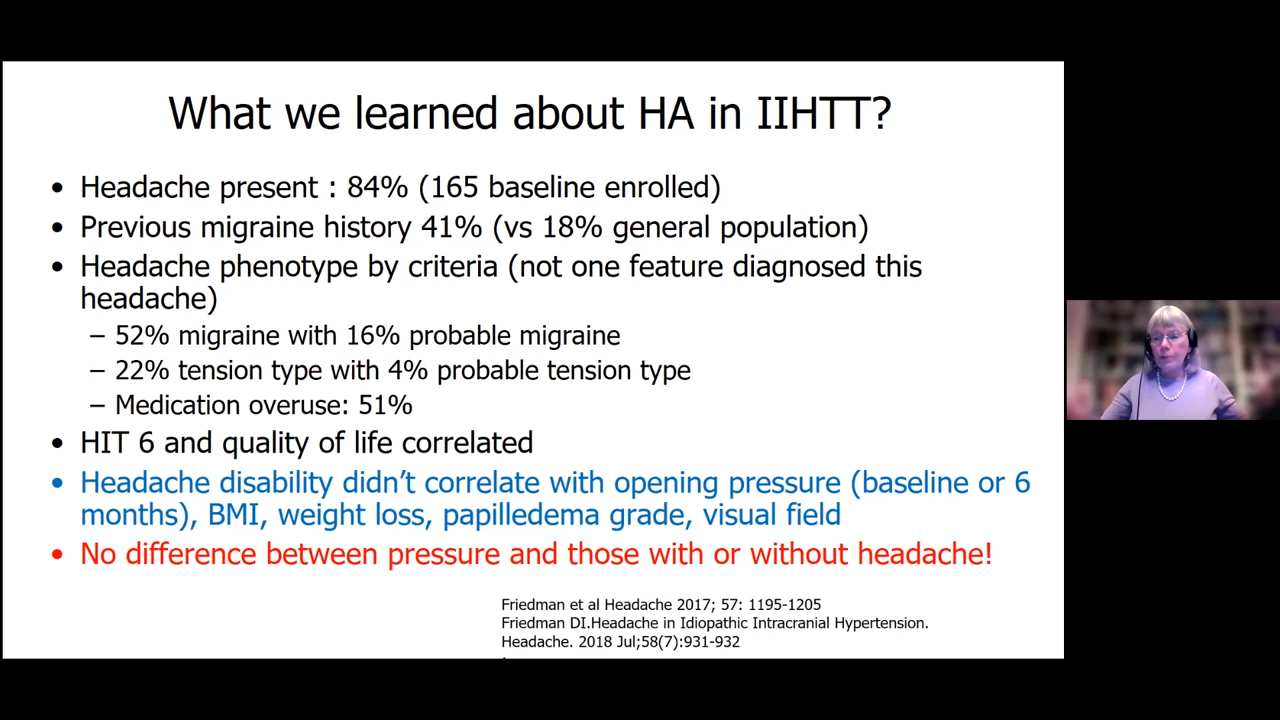 What we learned about HA in IIHTT?
• Headache present : 84% (165 baseline enrolled)
• Previous migraine history 41% (vs 18% general population)
• Headache phenotype by criteria (not one feature diagnosed this
headache)
– 52% migraine with 16% probable migraine
– 22% tension type with 4% probable tension type
– Medication overuse: 51%
• HIT 6 and quality of life correlated
• Headache disability didn’t correlate with opening pressure (baseline or 6
months), BMI, weight loss, papilledema grade, visual field
• No difference between pressure and those with or without headache!
Friedman et al Headache 2017; 57: 1195-1205
Friedman DI.Headache in Idiopathic Intracranial Hypertension.
Headache. 2018 Jul;58(7):931-932
.